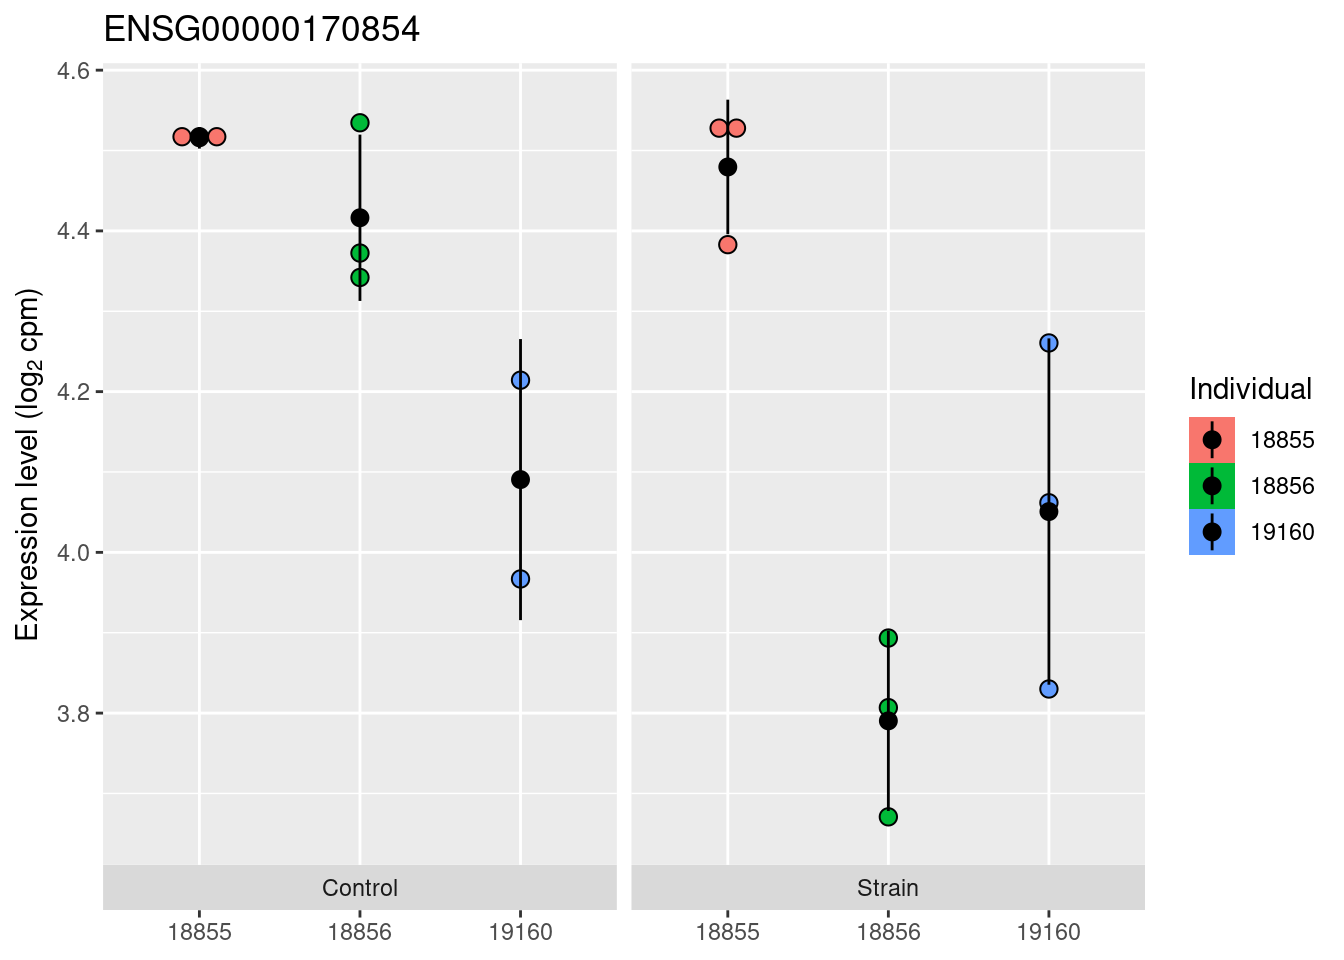 ENSG00000170854
Expression level (log2 cpm)
4.6
4.4
4.2
4.0
3.8
Control
Strain
18855
18856
19160
18855
18856
19160
Individual
18855
18856
19160